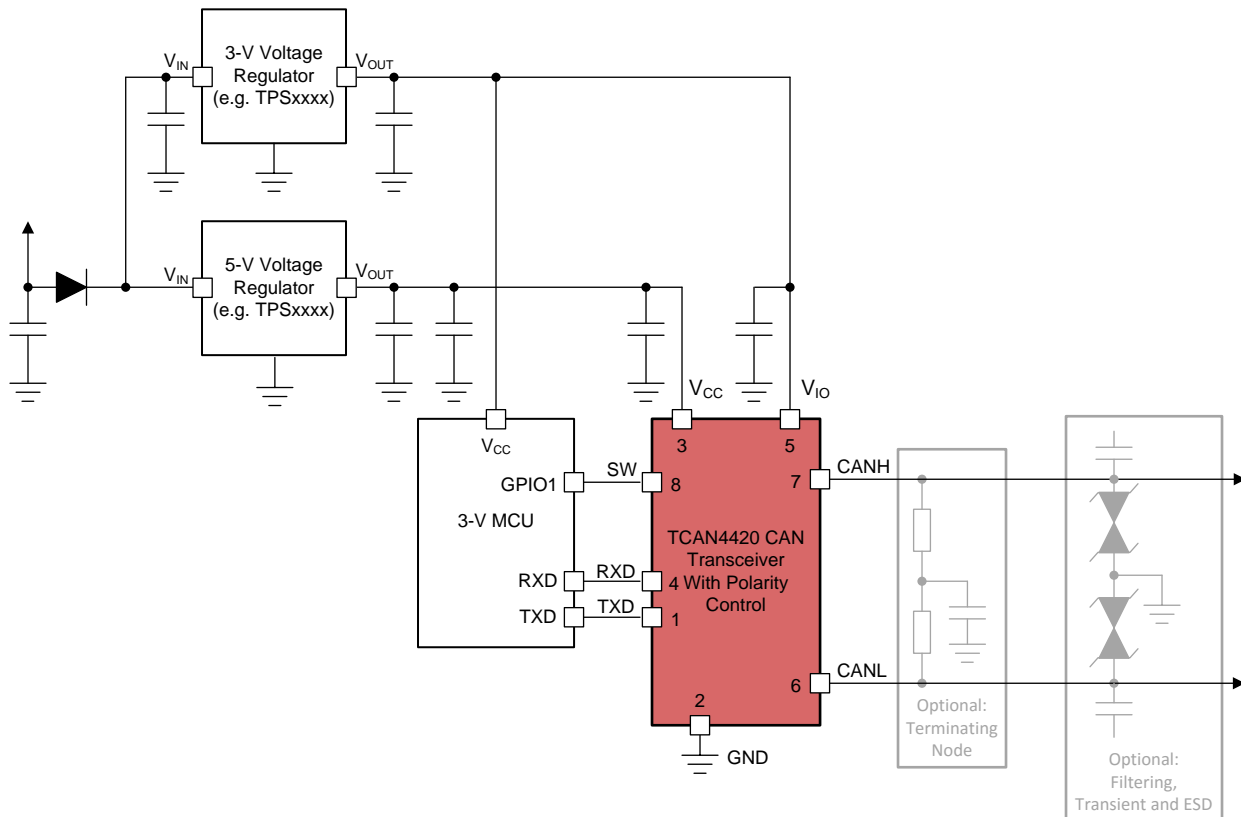 3-V Voltage
Regulator
(e.g. TPSxxxx)
VIN
VOUT
5-V Voltage
Regulator
(e.g. TPSxxxx)
VIN
VOUT
VCC
VIO
3
5
VCC
GPIO1
SW
8
7
CANH
3-V MCU
TCAN4420 CAN
Transceiver
With Polarity
Control
RXD
RXD
4
TXD
TXD
1
6
CANL
2
GND
Optional:
Terminating
Node
Optional:
Filtering,
Transient and ESD